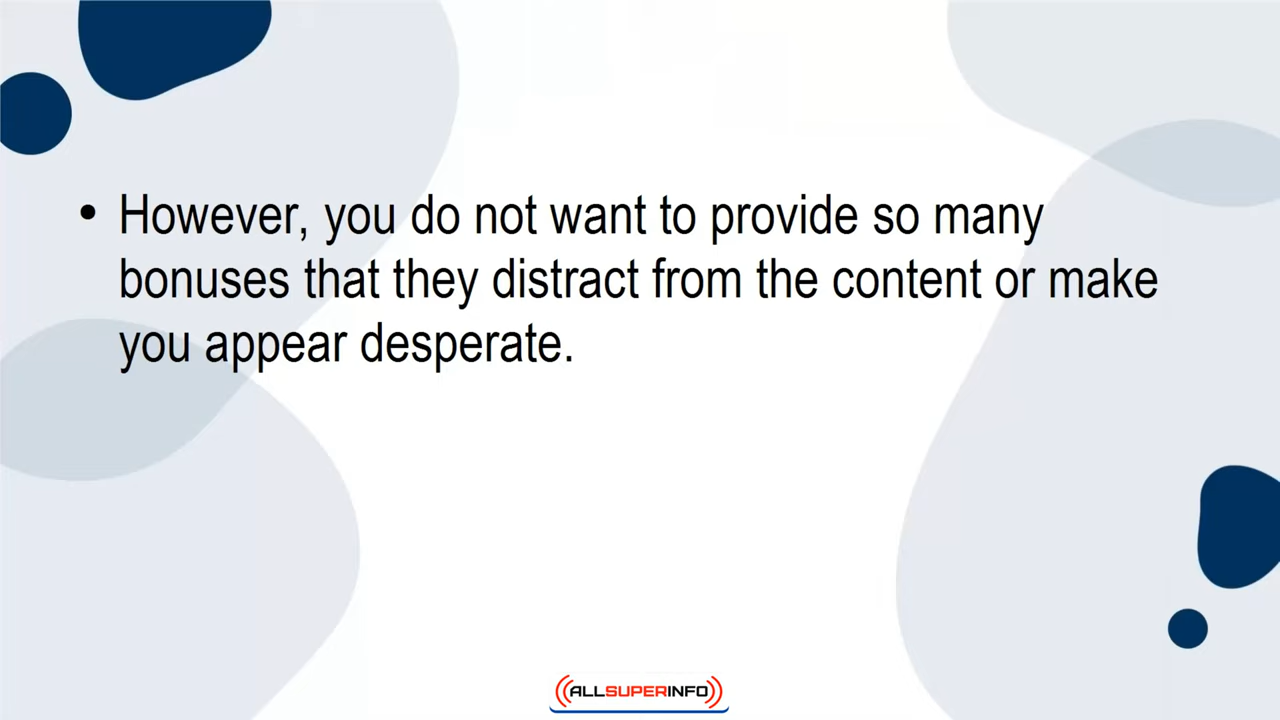 • However, you do not want to provide so many
bonuses that they distract from the content or make
you appear desperate.
ALLSUPERINFO